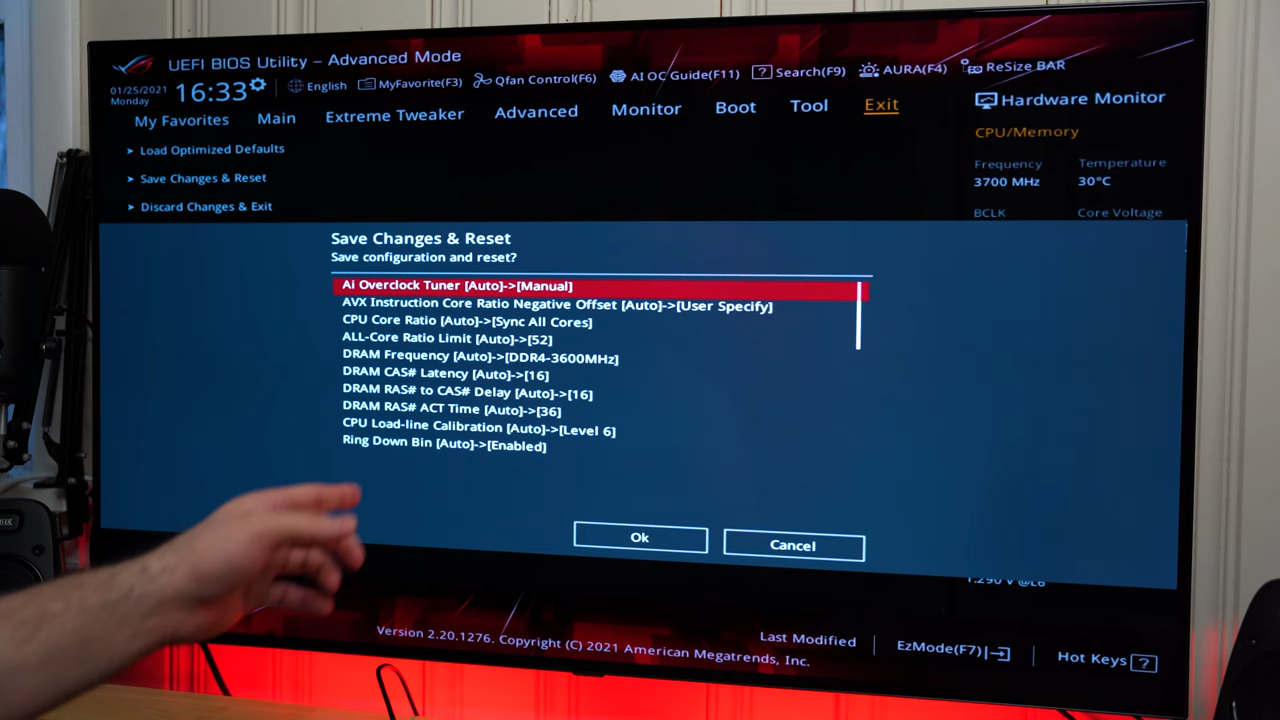 UEFI BIOS Utility – Advanced Mode
01/25/2021
Monday
16:33
English
MyFavorite(F3)
Qfan Control(F6)
AI OC Guide(F11)
Search(F9)
AURA(F4)
ReSize BAR
My Favorites
Main
Extreme Tweaker
Advanced
Monitor
Boot
Tool
Exit
Hardware Monitor
CPU/Memory
Frequency
Temperature
3700 MHz
30°C
BCLK
Core Voltage
Load Optimized Defaults
Save Changes & Reset
Discard Changes & Exit
Save Changes & Reset
Save configuration and reset?
Ai Overclock Tuner [Auto]->[Manual]
AVX Instruction Core Ratio Negative Offset [Auto]->[User Specify]
CPU Core Ratio [Auto]->[Sync All Cores]
ALL-Core Ratio Limit [Auto]->[52]
DRAM Frequency [Auto]->[DDR4-3600MHz]
DRAM CAS# Latency [Auto]->[16]
DRAM RAS# to CAS# Delay [Auto]->[16]
DRAM RAS# ACT Time [Auto]->[36]
CPU Load-line Calibration [Auto]->[Level 6]
Ring Down Bin [Auto]->[Enabled]
Ok
Cancel
1.290 V @L6
Version 2.20.1276. Copyright (C) 2021 American Megatrends, Inc.
Last Modified
EzMode(F7)
Hot Keys
?